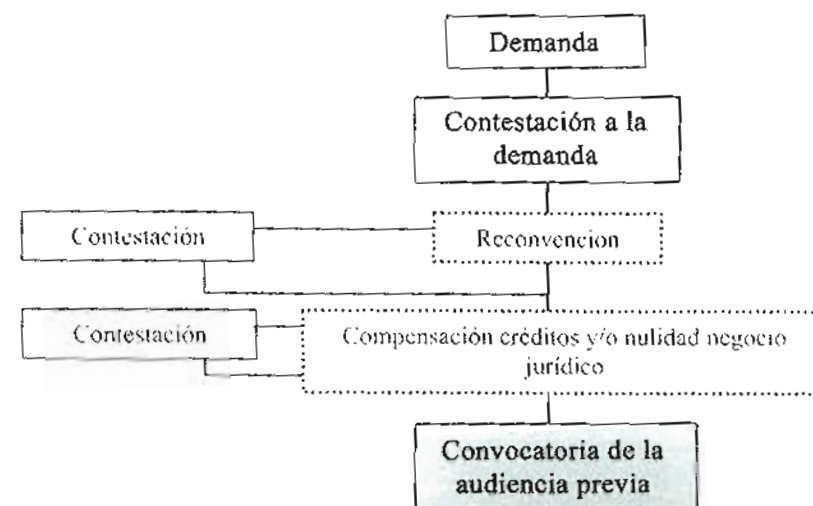 Demanda
Contestación a la
demanda
Contestación
Reconvencion
Contestación
Compensación créditos y/o nulidad negocio
jurídico
Convocatoria de la
audiencia previa